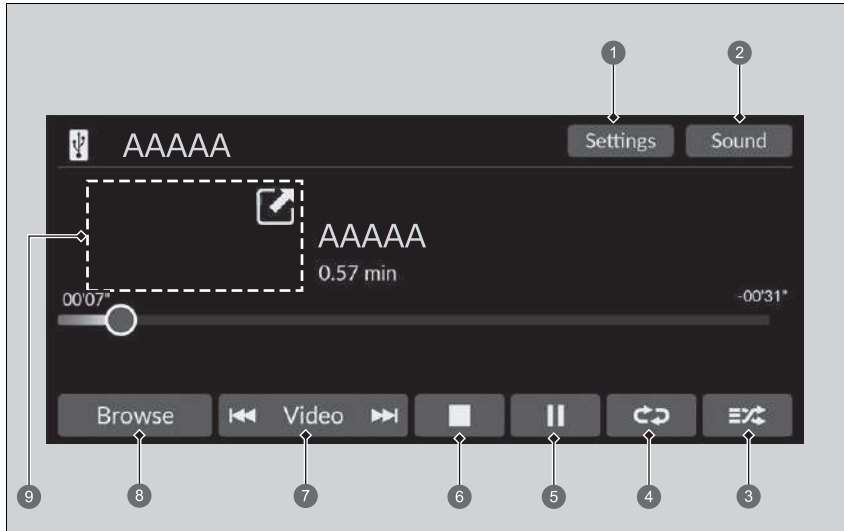 1 2
AAAAA Settings Sound
AAAAA
9
0.57 min
00'07" -00'31"
Browse Video
9 8 7 6 5 4 3